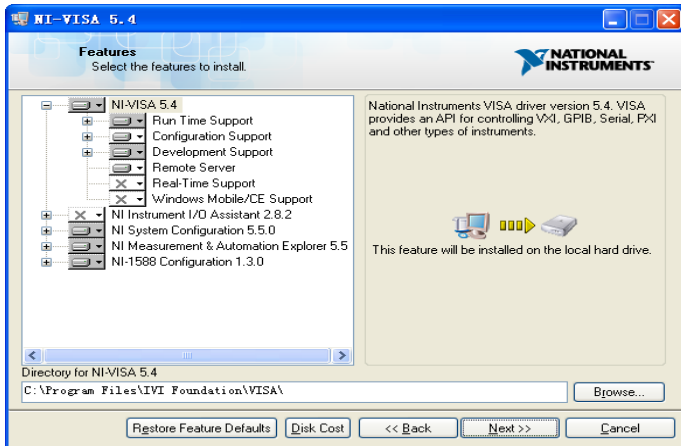 NI-VISA 5.4
Features
Select the features to install.
NATIONAL
INSTRUMENTS
NI-VISA 5.4
Run Time Support
Configuration Support
Development Support
Remote Server
Real-Time Support
Windows Mobile/CE Support
NI Instrument I/O Assistant 2.8.2
NI System Configuration 5.5.0
NI Measurement & Automation Explorer 5.5
NI-1588 Configuration 1.3.0
National Instruments VISA driver version 5.4. VISA
provides an API for controlling VXI, GPIB, Serial, PXI
and other types of instruments.
This feature will be installed on the local hard drive.
Directory for NI-VISA 5.4
C:\Program Files\IVI Foundation\VISA\
Browse...
Restore Feature Defaults
Disk Cost
<< Back
Next >>
Cancel